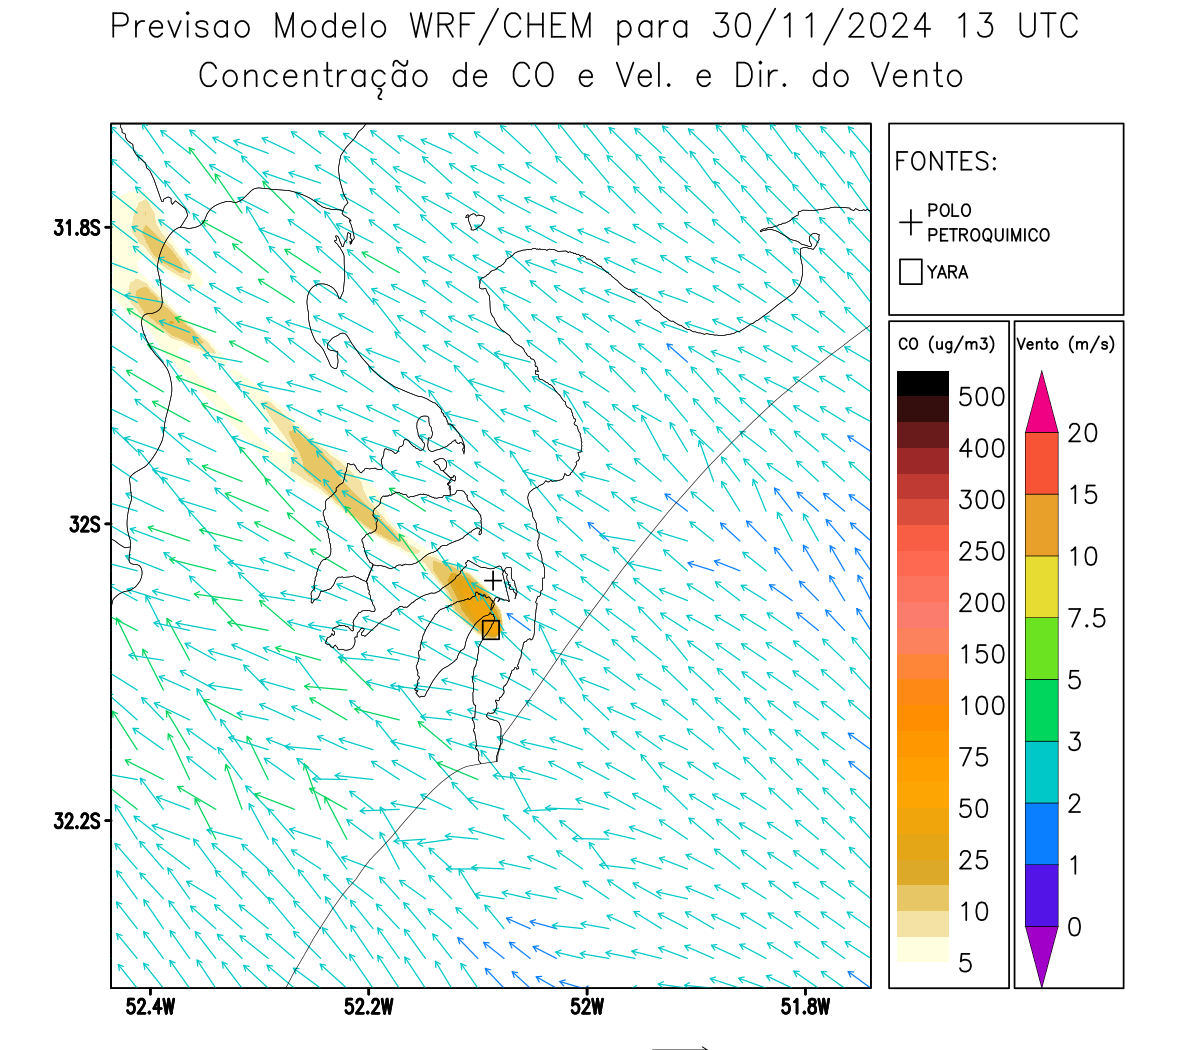 Previsao Modelo WRF/CHEM para 30/11/2024 13 UTC
Concentração de CO e Vel. e Dir. do Vento
FONTES:
POLO
PETROQUIMICO
YARA
CO (ug/m3)
500
400
300
250
200
150
100
75
50
25
10
5
Vento (m/s)
20
15
10
7.5
5
3
2
1
0
31.8S
32S
32.2S
52.4W
52.2W
52W
51.8W